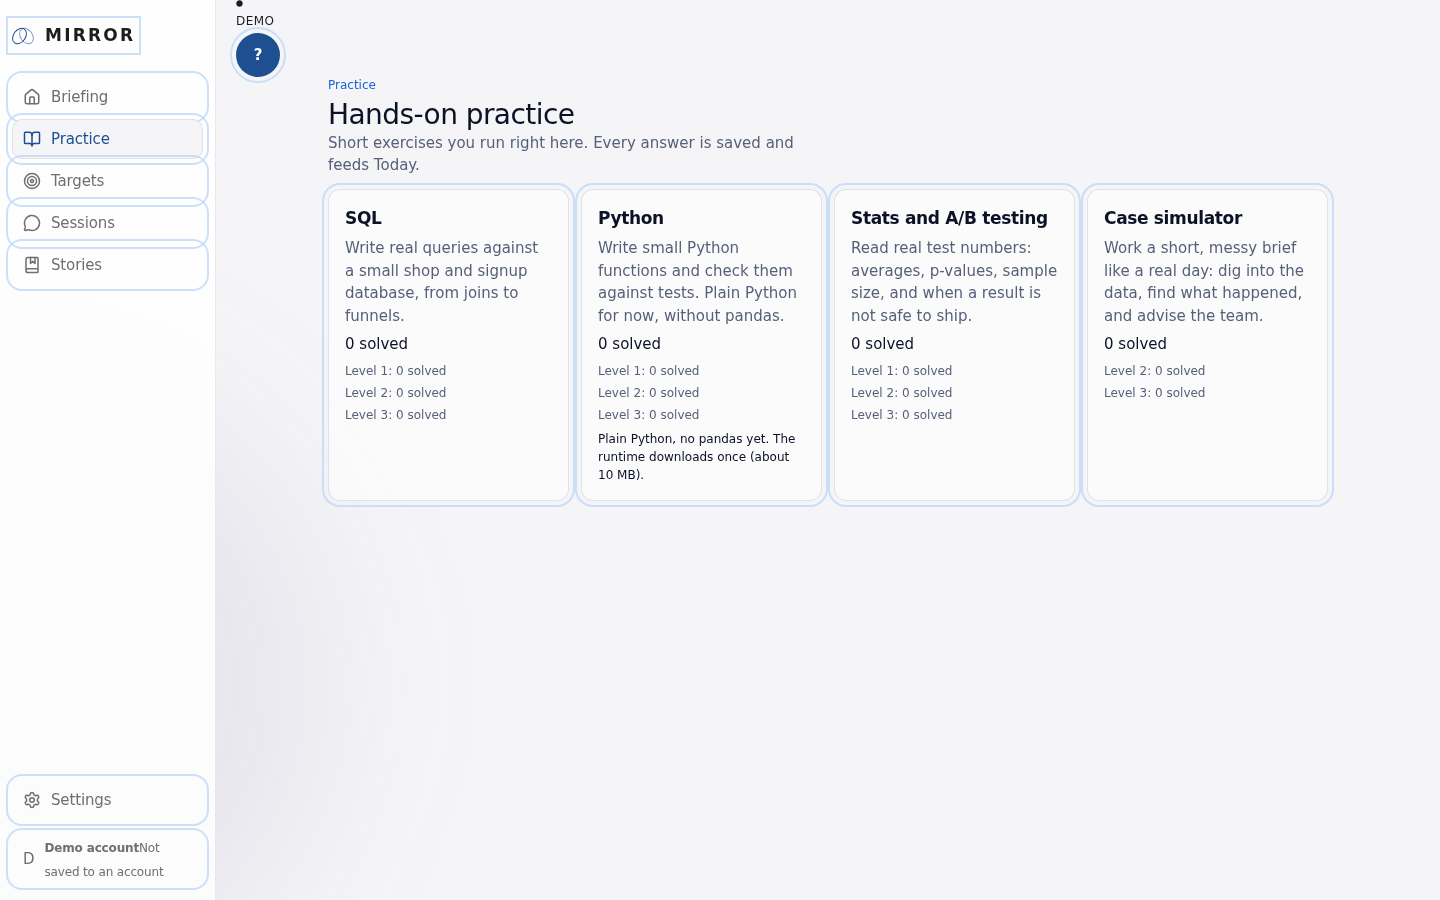 MIRROR
Briefing
Practice
Targets
Sessions
Stories
Settings
D
Demo accountNot
saved to an account
DEMO
?
Practice
Hands-on practice
Short exercises you run right here. Every answer is saved and
feeds Today.
SQL
Write real queries against
a small shop and signup
database, from joins to
funnels.
0 solved
Level 1: 0 solved
Level 2: 0 solved
Level 3: 0 solved
Python
Write small Python
functions and check them
against tests. Plain Python
for now, without pandas.
0 solved
Level 1: 0 solved
Level 2: 0 solved
Level 3: 0 solved
Plain Python, no pandas yet. The
runtime downloads once (about
10 MB).
Stats and A/B testing
Read real test numbers:
averages, p-values, sample
size, and when a result is
not safe to ship.
0 solved
Level 1: 0 solved
Level 2: 0 solved
Level 3: 0 solved
Case simulator
Work a short, messy brief
like a real day: dig into the
data, find what happened,
and advise the team.
0 solved
Level 2: 0 solved
Level 3: 0 solved